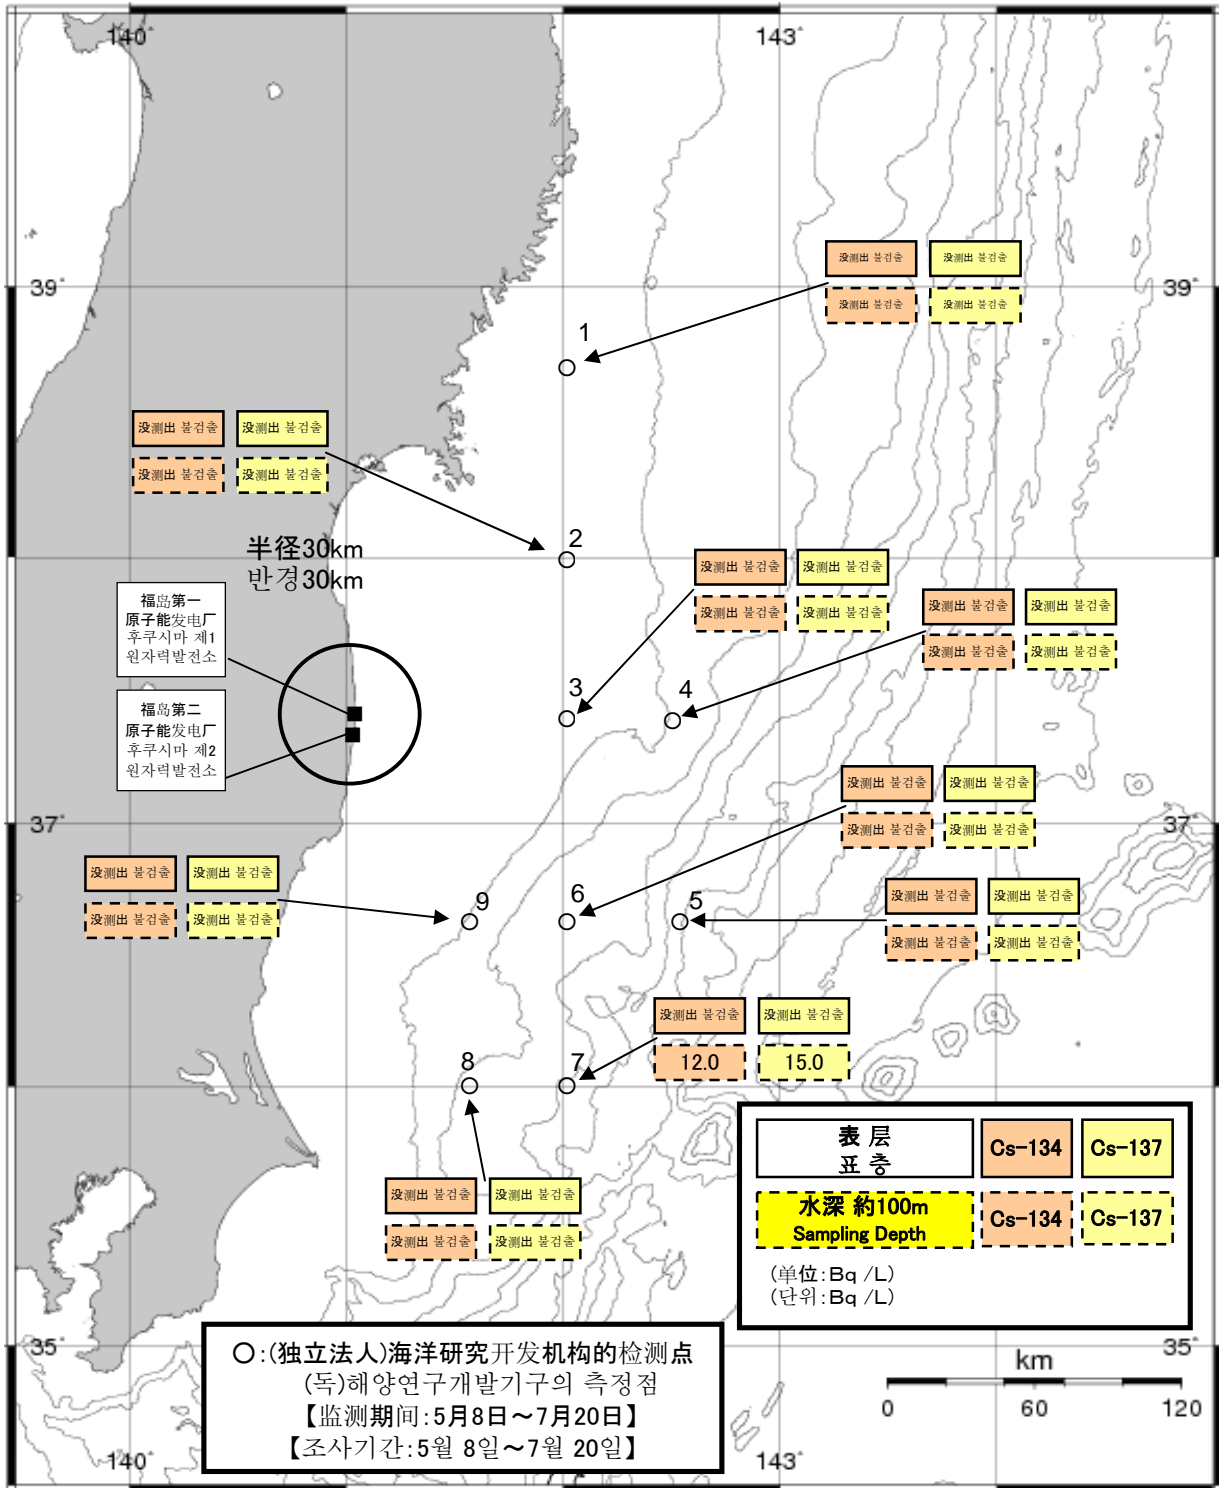 140°
143°
没测出 불검출
没测出 불검출
39°
没测出 불검출
没测出 불검출
39°
1
没测出 불검출
没测出 불검출
没测出 불검출
没测出 불검출
2
半径30km
반경30km
没测出 불검출
没测出 불검출
没测出 불검출
没测出 불검출
福岛第一
原子能发电厂
후쿠시마 제1
원자력발전소
没测出 불검출
没测出 불검출
没测出 불검출
没测出 불검출
3
4
福岛第二
原子能发电厂
후쿠시마 제2
원자력발전소
没测出 불검출
没测出 불검출
37°
没测出 불검출
没测出 불검출
37°
没测出 불검출
没测出 불검출
没测出 불검출
没测出 불검출
9
6
5
没测出 불검출
没测出 불검출
没测出 불검출
没测出 불검출
没测出 불검출
没测出 불검출
12.0
15.0
8
7
表 层
표 층
Cs-134
Cs-137
水深 約100m
Sampling Depth
Cs-134
Cs-137
(单位:Bq /L)
(단위:Bq /L)
没测出 불검출
没测出 불검출
没测出 불검출
没测出 불검출
35°
35°
○:(独立法人)海洋研究开发机构的检测点
(독)해양연구개발기구의 측정점
【监测期间:5月8日～7月20日】
【조사기간:5월 8일～7월 20일】
km
0
60
120
140°
143°